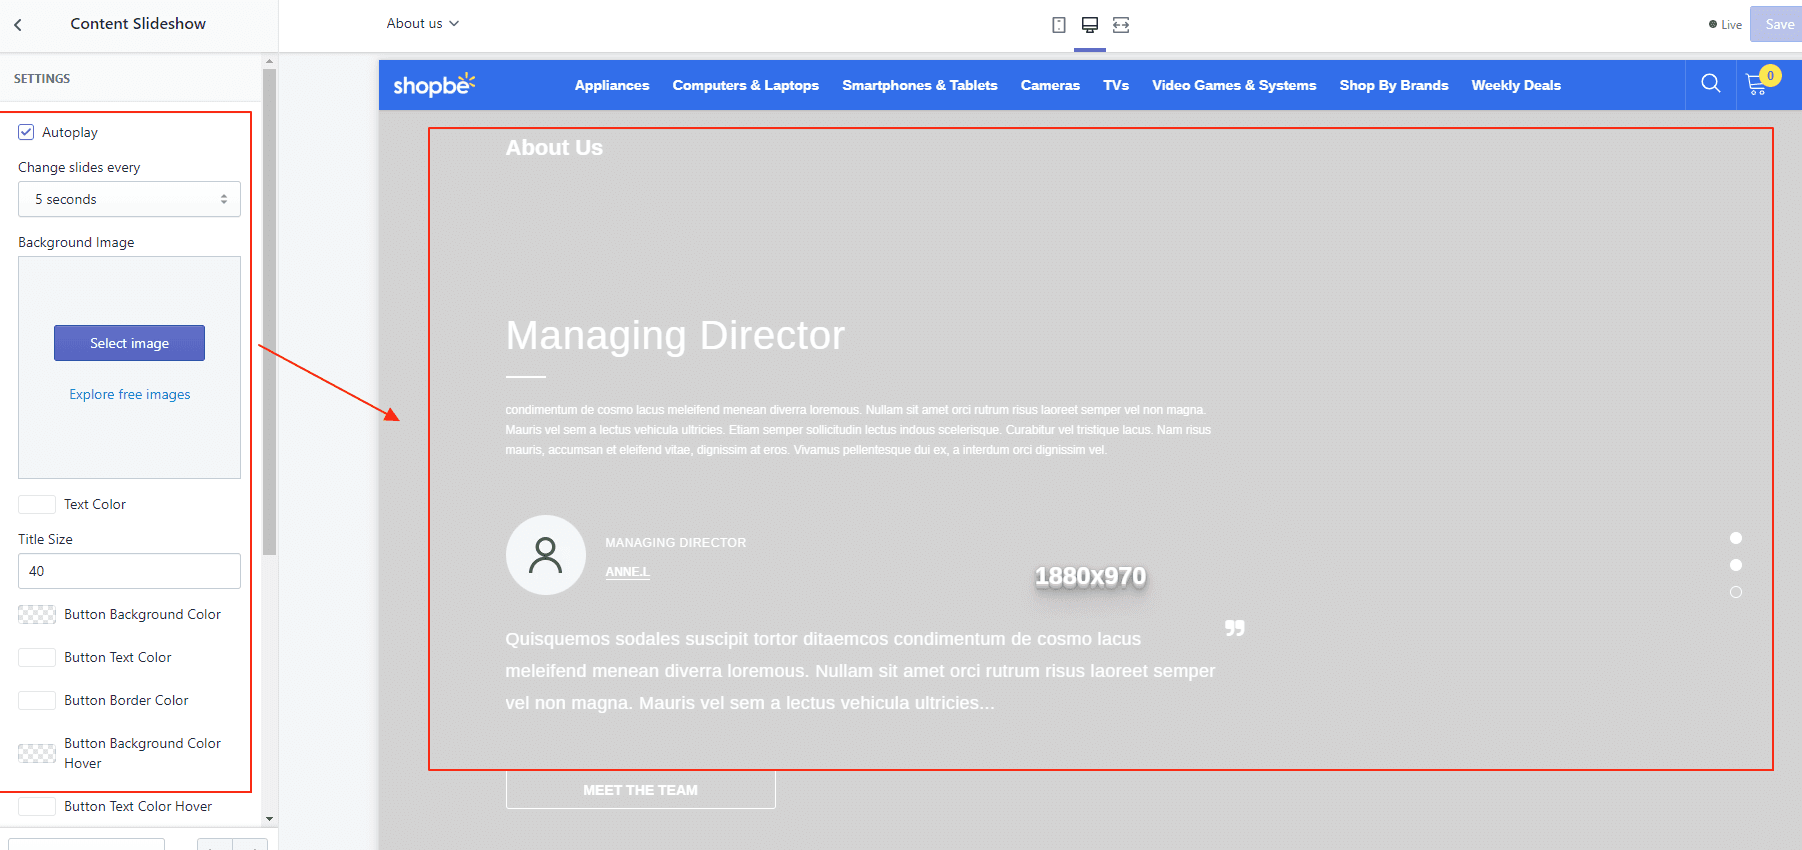 Content Slideshow
About us
Live
Save
SETTINGS
Autoplay
Change slides every
5 seconds
Background Image
Select image
Explore free images
Text Color
Title Size
40
Button Background Color
Button Text Color
Button Border Color
Button Background Color
Hover
Button Text Color Hover
shopbe
Appliances
Computers & Laptops
Smartphones & Tablets
Cameras
TVs
Video Games & Systems
Shop By Brands
Weekly Deals
0
About Us
Managing Director
condimentum de cosmo lacus meleifend menean diverra loremous. Nullam sit amet orci rutrum risus laoreet semper vel non magna.
Mauris vel sem a lectus vehicula ultricies. Etiam semper sollicitudin lectus indous scelerisque. Curabitur vel tristique lacus. Nam risus
mauris, accumsan et eleifend vitae, dignissim at eros. Vivamus pellentesque dui ex, a interdum orci dignissim vel.
MANAGING DIRECTOR
ANNE.L
1880x970
Quisquemos sodales suscipit tortor ditaemcos condimentum de cosmo lacus
meleifend menean diverra loremous. Nullam sit amet orci rutrum risus laoreet semper
vel non magna. Mauris vel sem a lectus vehicula ultricies...
MEET THE TEAM